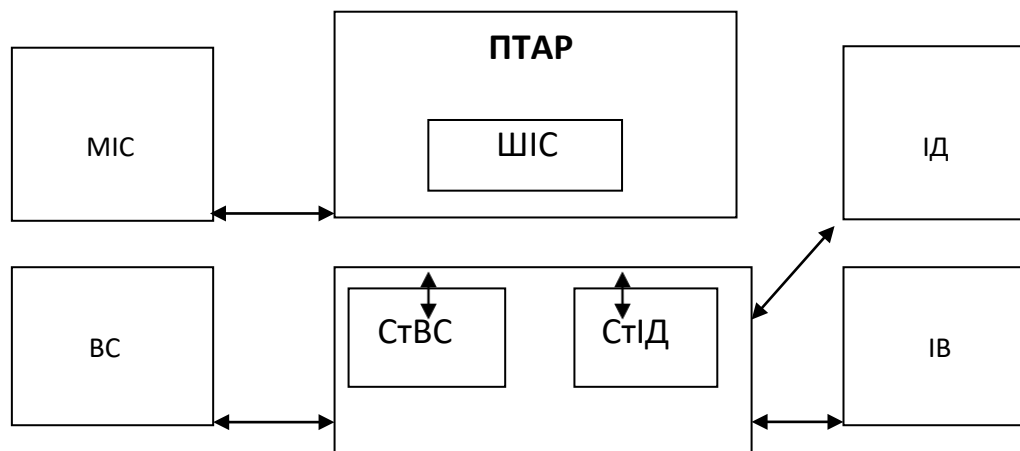 ПТАР
ШІС
МІС
ІД
СтВС
СтІД
ВС
ІВ